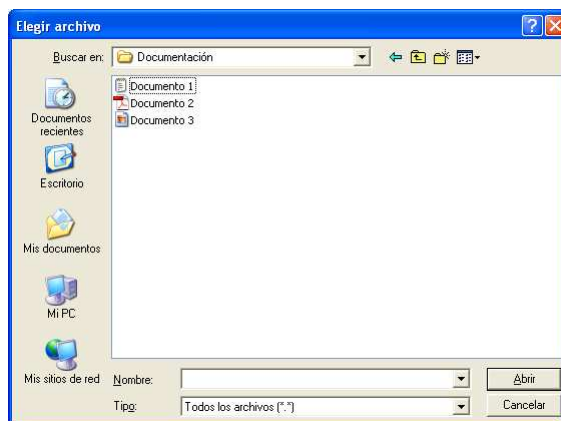 Elegir archivo
Buscar en: Documentación
Documento 1
Documento 2
Documento 3
Documentos
recientes
Escritorio
Mis documentos
Mi PC
Mis sitios de red
Nombre:
Abrir
Tipo: Todos los archivos (*.*)
Cancelar